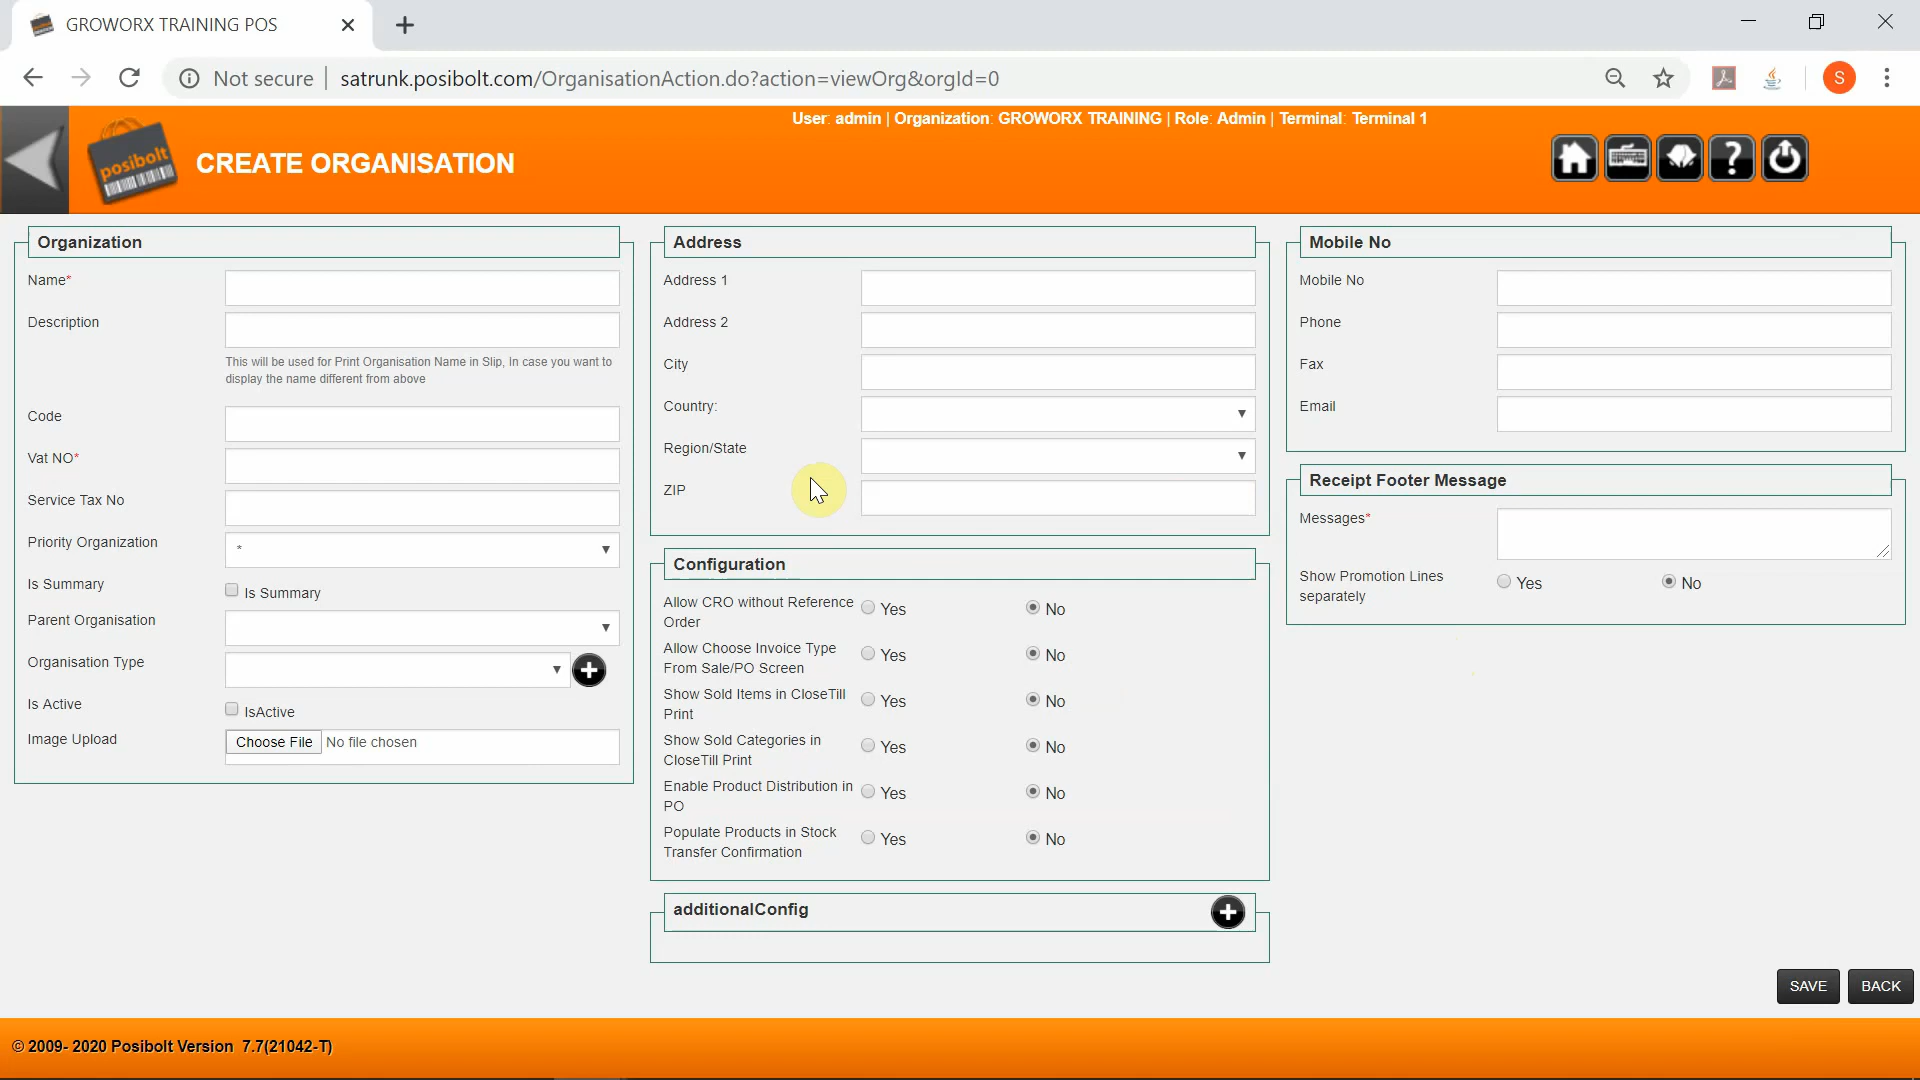 GROWORX TRAINING POS
Not secure | satrunk.posibolt.com/OrganisationAction.do?action=viewOrg&orgId=0
S
User: admin | Organization: GROWORX TRAINING | Role: Admin | Terminal: Terminal 1
posibolt
CREATE ORGANISATION
Organization
Name*
Description
This will be used for Print Organisation Name in Slip, In case you want to
display the name different from above
Code
Vat NO*
Service Tax No
Priority Organization *
Is Summary Is Summary
Parent Organisation
Organisation Type
Is Active IsActive
Image Upload Choose File No file chosen
Address
Address 1
Address 2
City
Country:
Region/State
ZIP
Configuration
Allow CRO without Reference
Order
Yes No
Allow Choose Invoice Type
From Sale/PO Screen
Yes No
Show Sold Items in CloseTill
Print
Yes No
Show Sold Categories in
CloseTill Print
Yes No
Enable Product Distribution in
PO
Yes No
Populate Products in Stock
Transfer Confirmation
Yes No
additionalConfig
Mobile No
Mobile No
Phone
Fax
Email
Receipt Footer Message
Messages*
Show Promotion Lines
separately
Yes No
SAVE BACK
© 2009- 2020 Posibolt Version 7.7(21042-T)